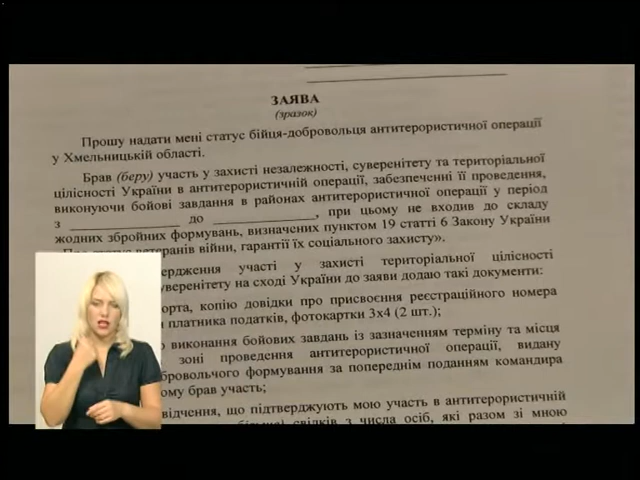 ЗАЯВА
(зразок)
Прошу надати мені статус бійця-добровольця антитерористичної операції
у Хмельницькій області.
Брав (беру) участь у захисті незалежності, суверенітету та територіальної
цілісності України в антитерористичній операції, забезпеченні її проведення,
виконуючи бойові завдання в районах антитерористичної операції у період
з ______________ до ______________, при цьому не входив до складу
жодних збройних формувань, визначених пунктом 19 статті 6 Закону України
ветеранів війни, гарантії їх соціального захисту».
участі у захисті територіальної цілісності
суверенітету на сході України до заяви додаю такі документи:
копію довідки про присвоєння реєстраційного номера
платника податків, фотокартки 3х4 (2 шт.);
виконання бойових завдань із зазначенням терміну та місця
зоні проведення антитерористичної операції, видану
формування за попереднім поданням командира
брав участь;
що підтверджують мою участь в антитерористичній
свідків з числа осіб, які разом зі мною